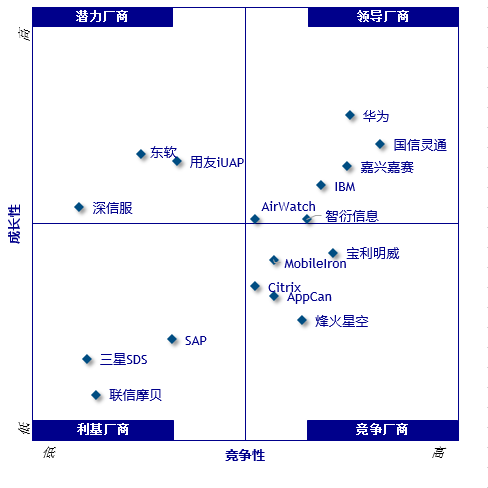 潜力厂商
领导厂商
高
华为
国信灵通
东软
用友iUAP
嘉兴嘉赛
IBM
深信服
AirWatch
智衍信息
成长性
宝利明威
MobileIron
Citrix
AppCan
烽火星空
SAP
三星SDS
联信摩贝
低
利基厂商
竞争厂商
低
竞争性
高